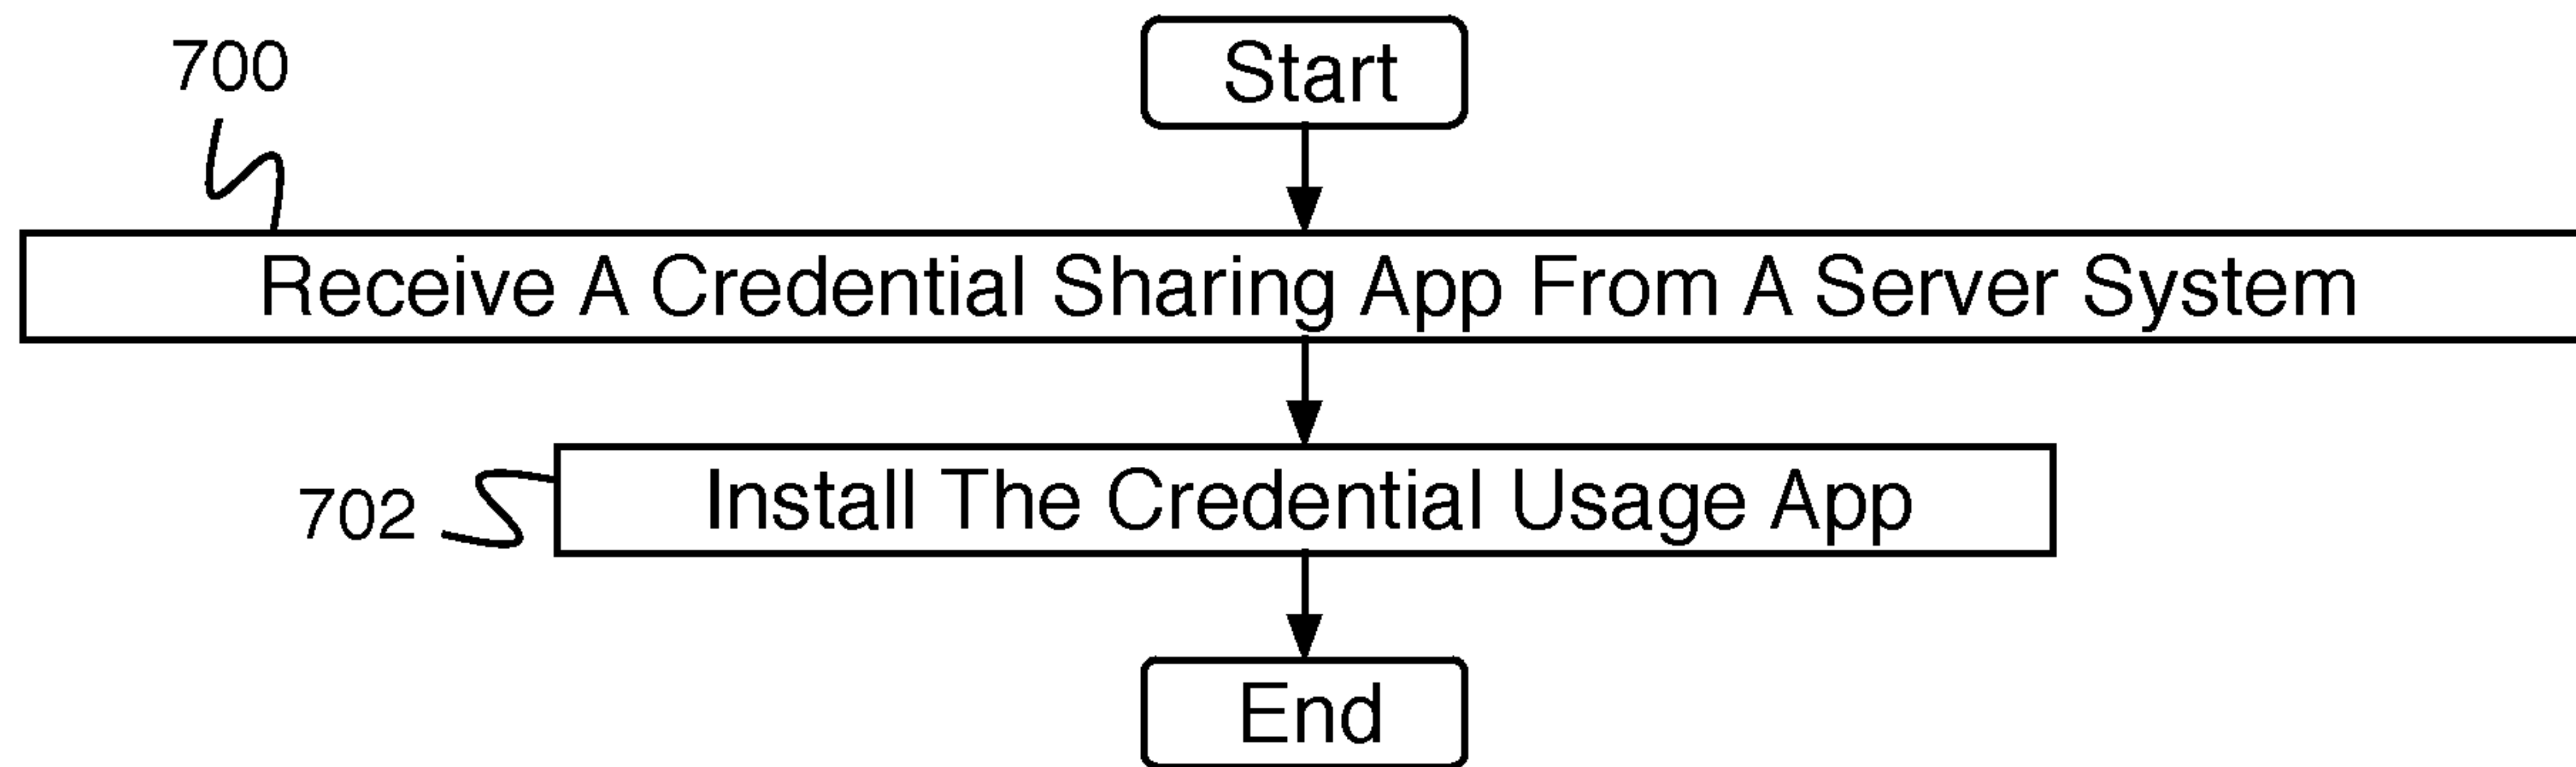 700
Start
Receive A Credential Sharing App From A Server System
702
Install The Credential Usage App
End